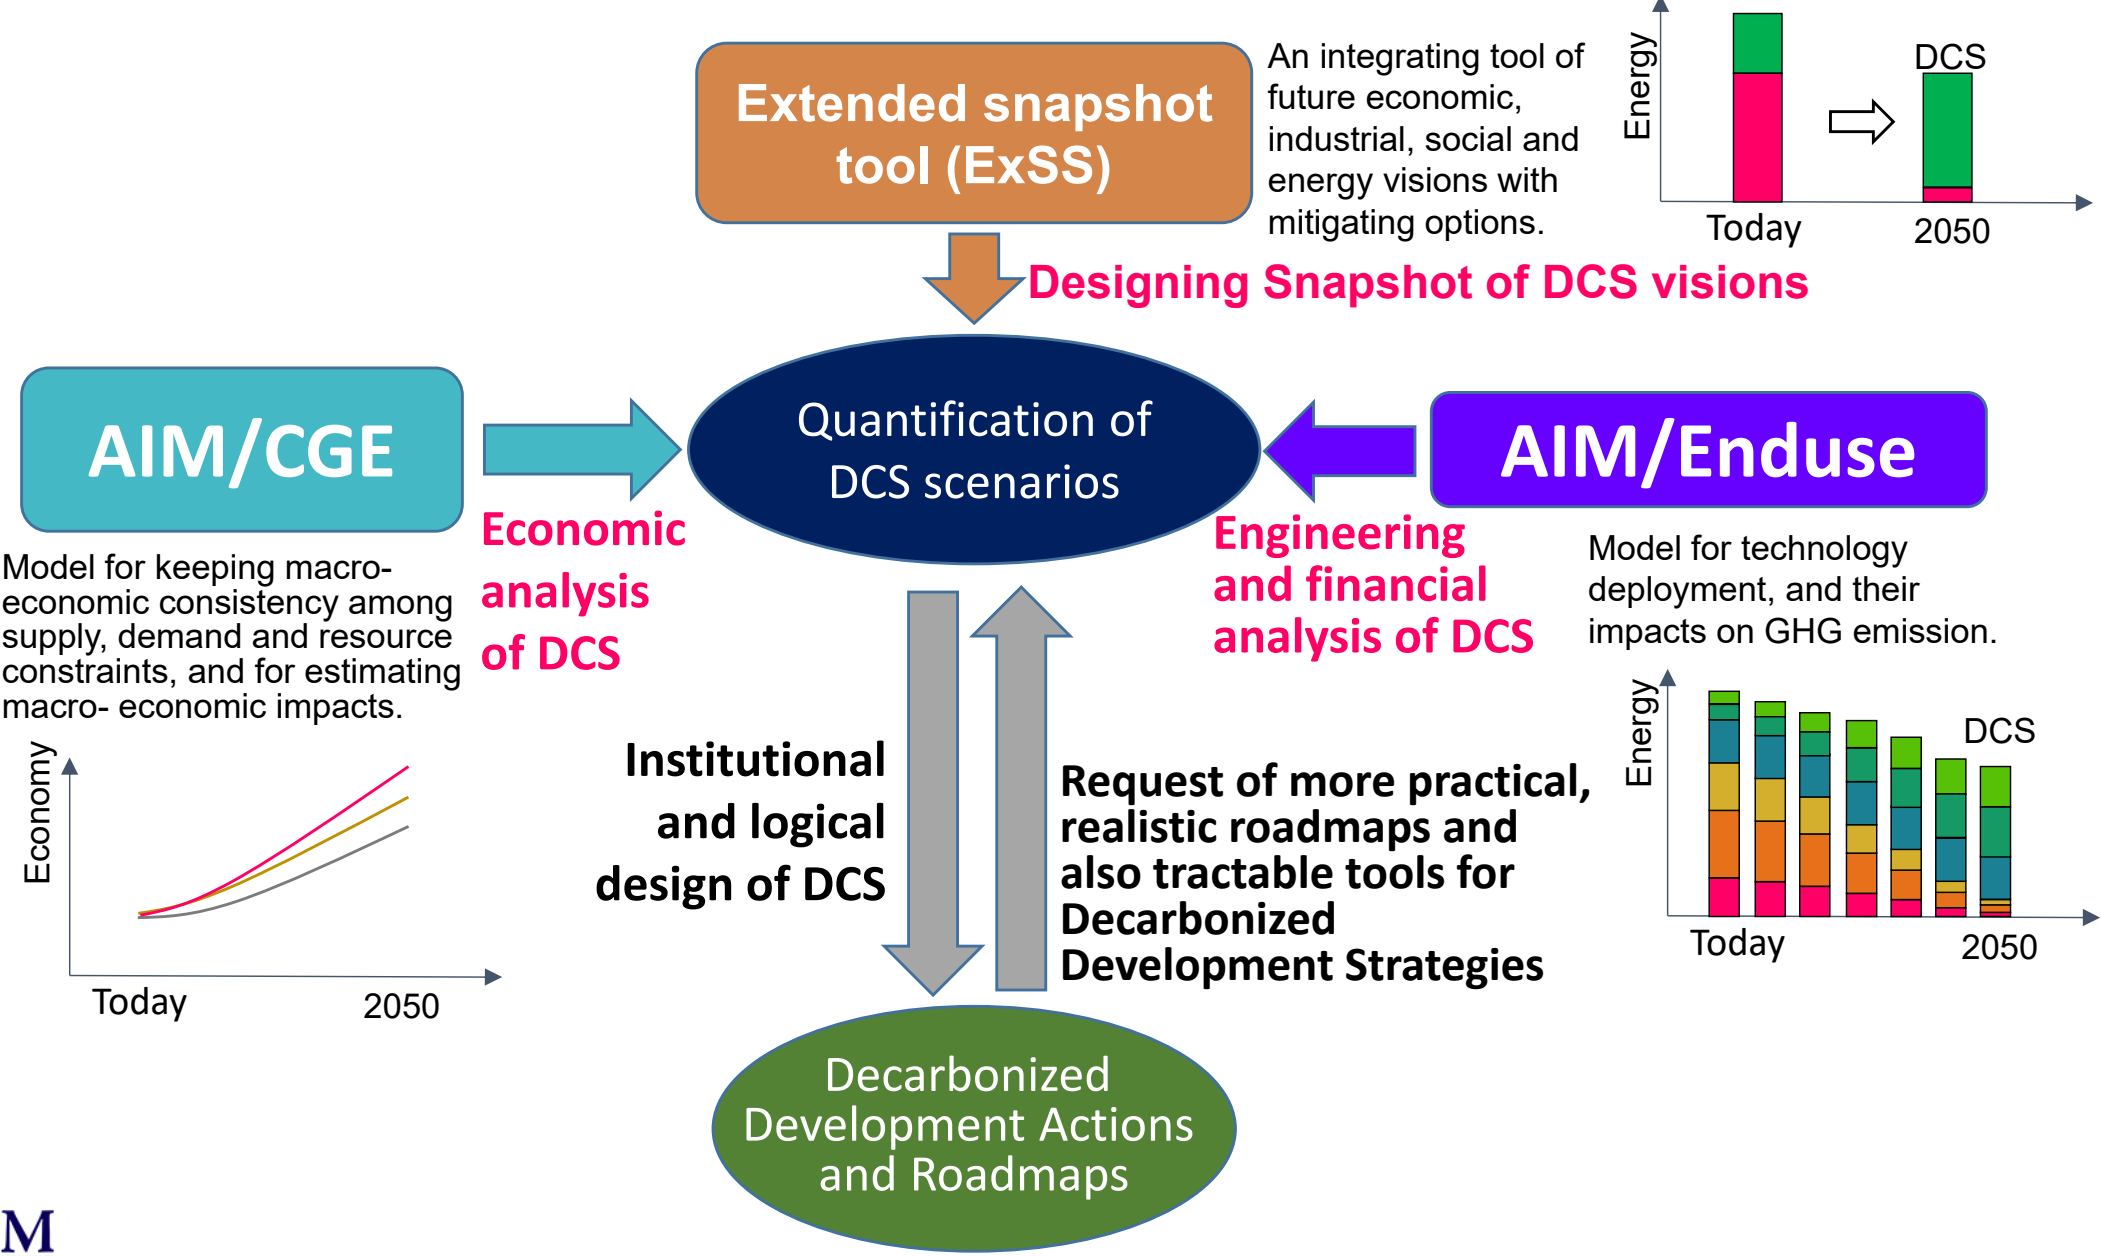 Extended snapshot
tool (ExSS)
An integrating tool of
future economic,
industrial, social and
energy visions with
mitigating options.
Energy
DCS
Today
2050
Designing Snapshot of DCS visions
AIM/CGE
Quantification of
DCS scenarios
AIM/Enduse
Economic
analysis
of DCS
Engineering
and financial
analysis of DCS
Model for keeping macro-
economic consistency among
supply, demand and resource
constraints, and for estimating
macro- economic impacts.
Model for technology
deployment, and their
impacts on GHG emission.
Economy
Today
2050
Institutional
and logical
design of DCS
Request of more practical,
realistic roadmaps and
also tractable tools for
Decarbonized
Development Strategies
Energy
DCS
Today
2050
Decarbonized
Development Actions
and Roadmaps
M